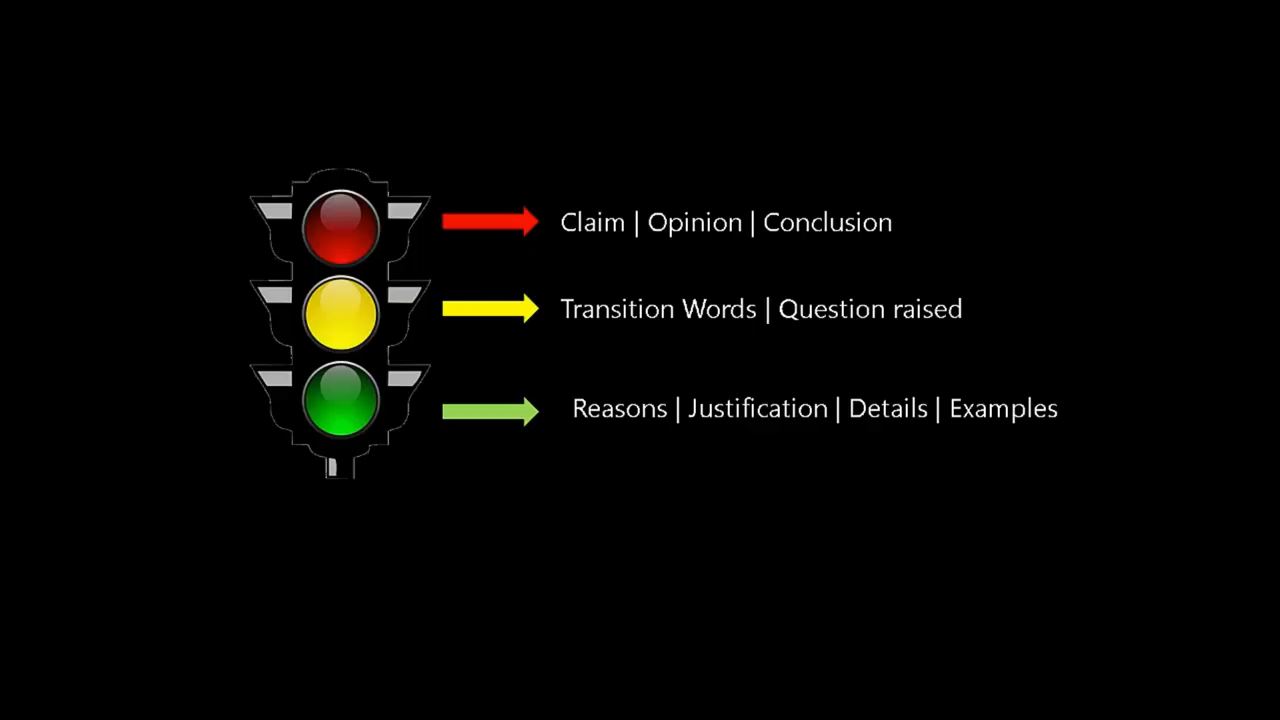 Claim | Opinion | Conclusion
Transition Words | Question raised
Reasons | Justification | Details | Examples